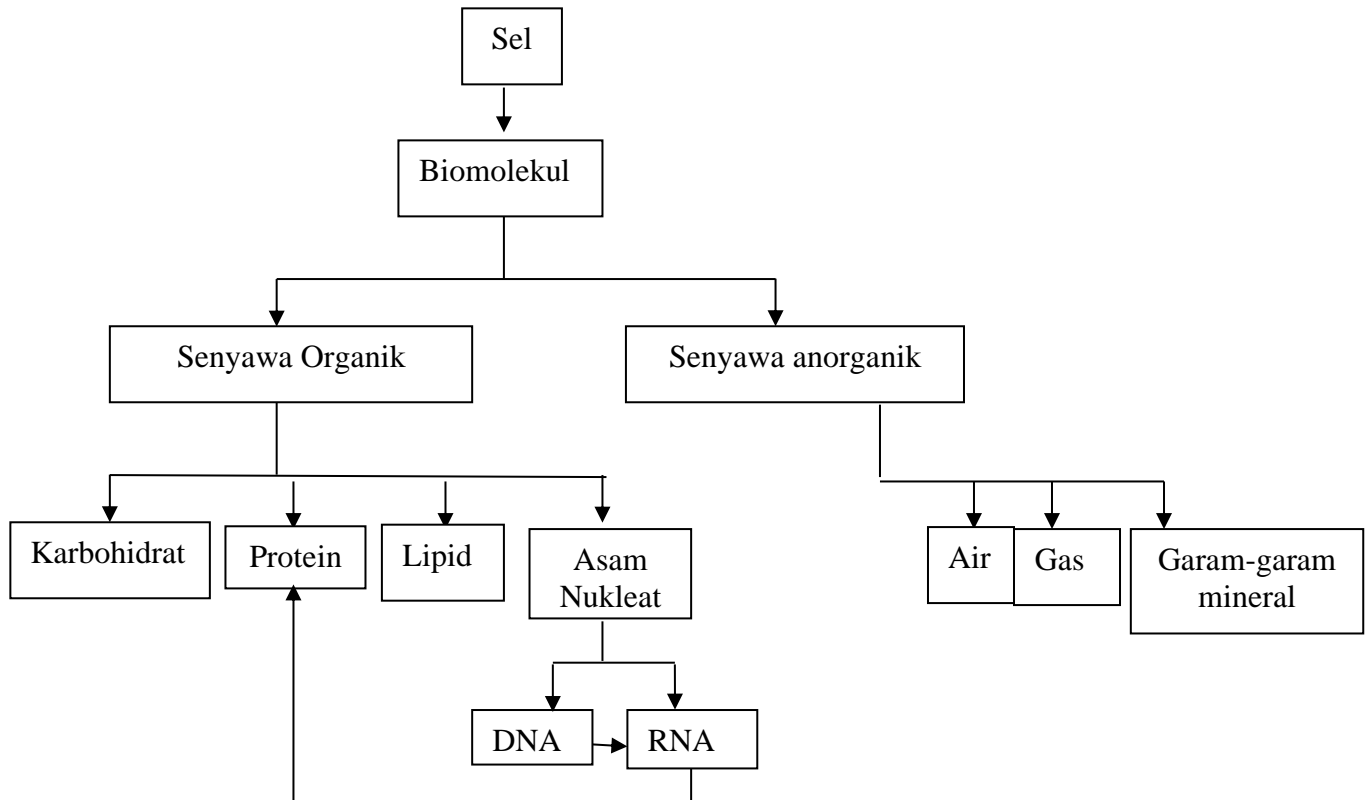 Sel
Biomolekul
Senyawa Organik
Senyawa anorganik
Karbohidrat
Protein
Lipid
Asam
Nukleat
Air
Gas
Garam-garam
mineral
DNA
RNA